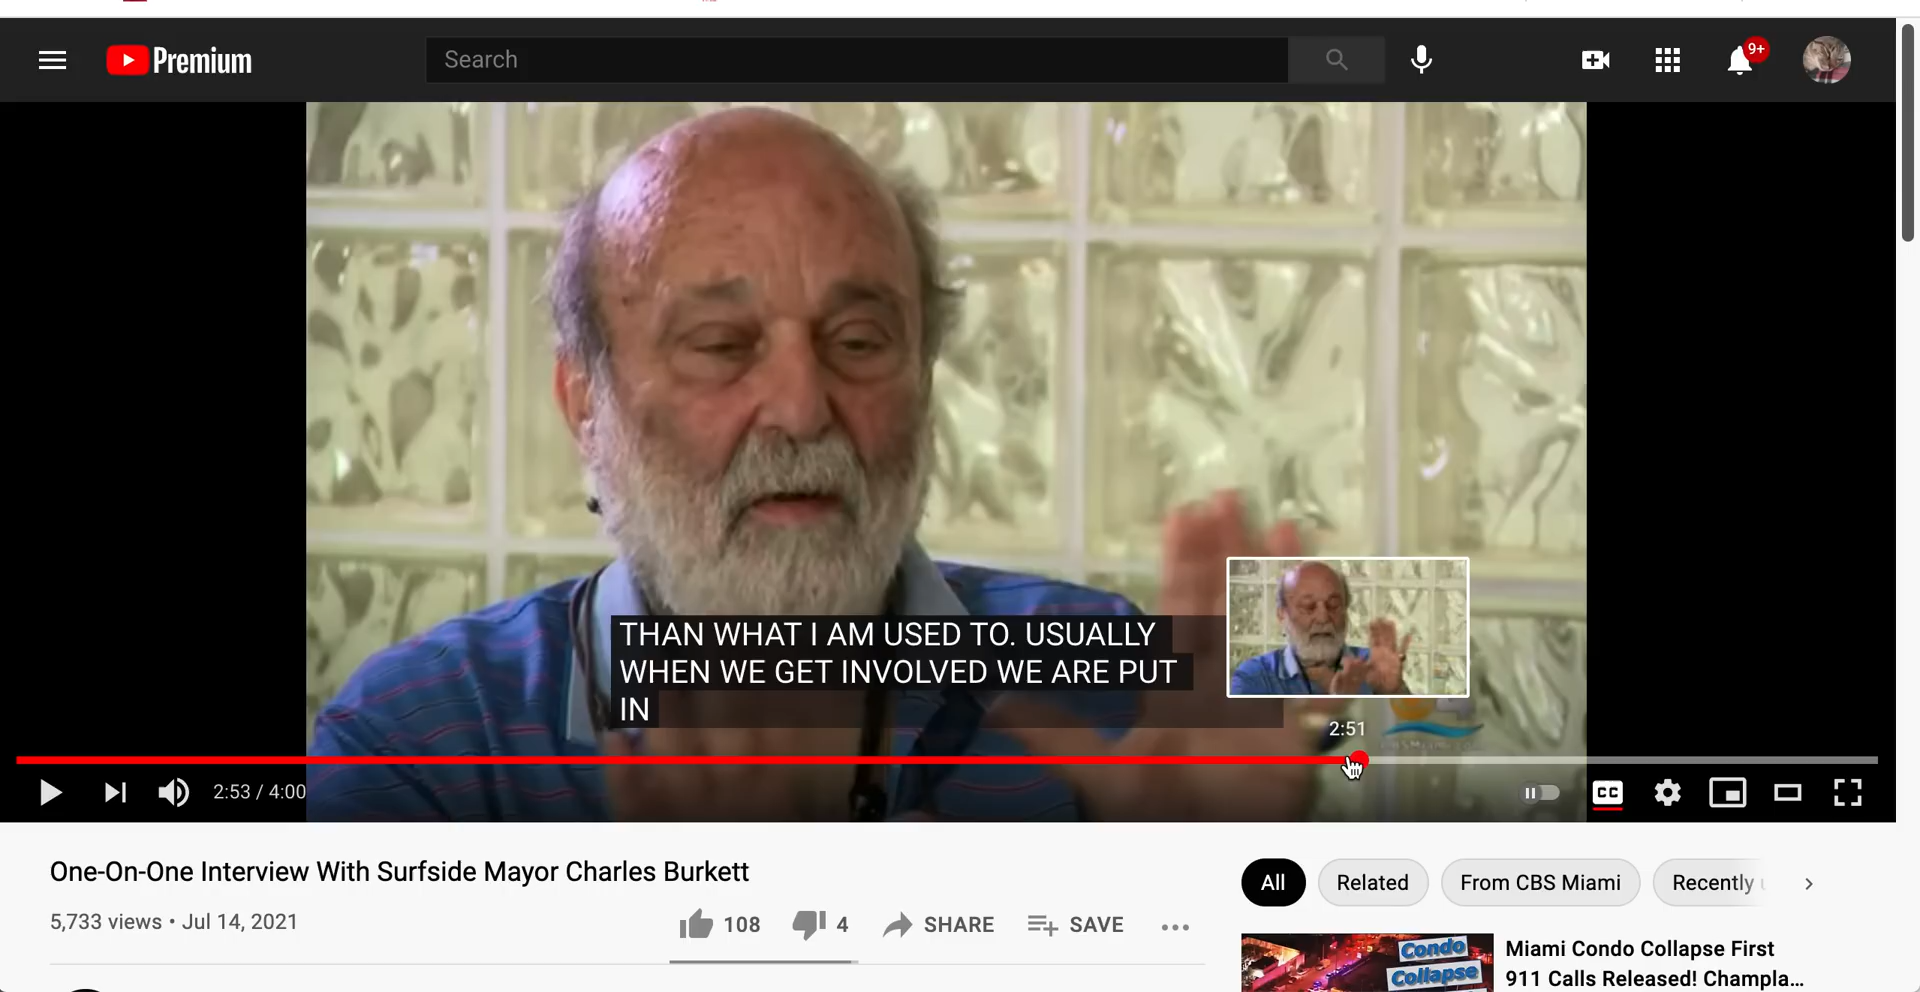 Premium
Search
9+
THAN WHAT I AM USED TO. USUALLY
WHEN WE GET INVOLVED WE ARE PUT
IN
2:51
2:53 / 4:00
CC
One-On-One Interview With Surfside Mayor Charles Burkett
5,733 views • Jul 14, 2021
108
4
SHARE
SAVE
All
Related
From CBS Miami
Recently
Condo
Collapse
Miami Condo Collapse First
911 Calls Released! Champla...